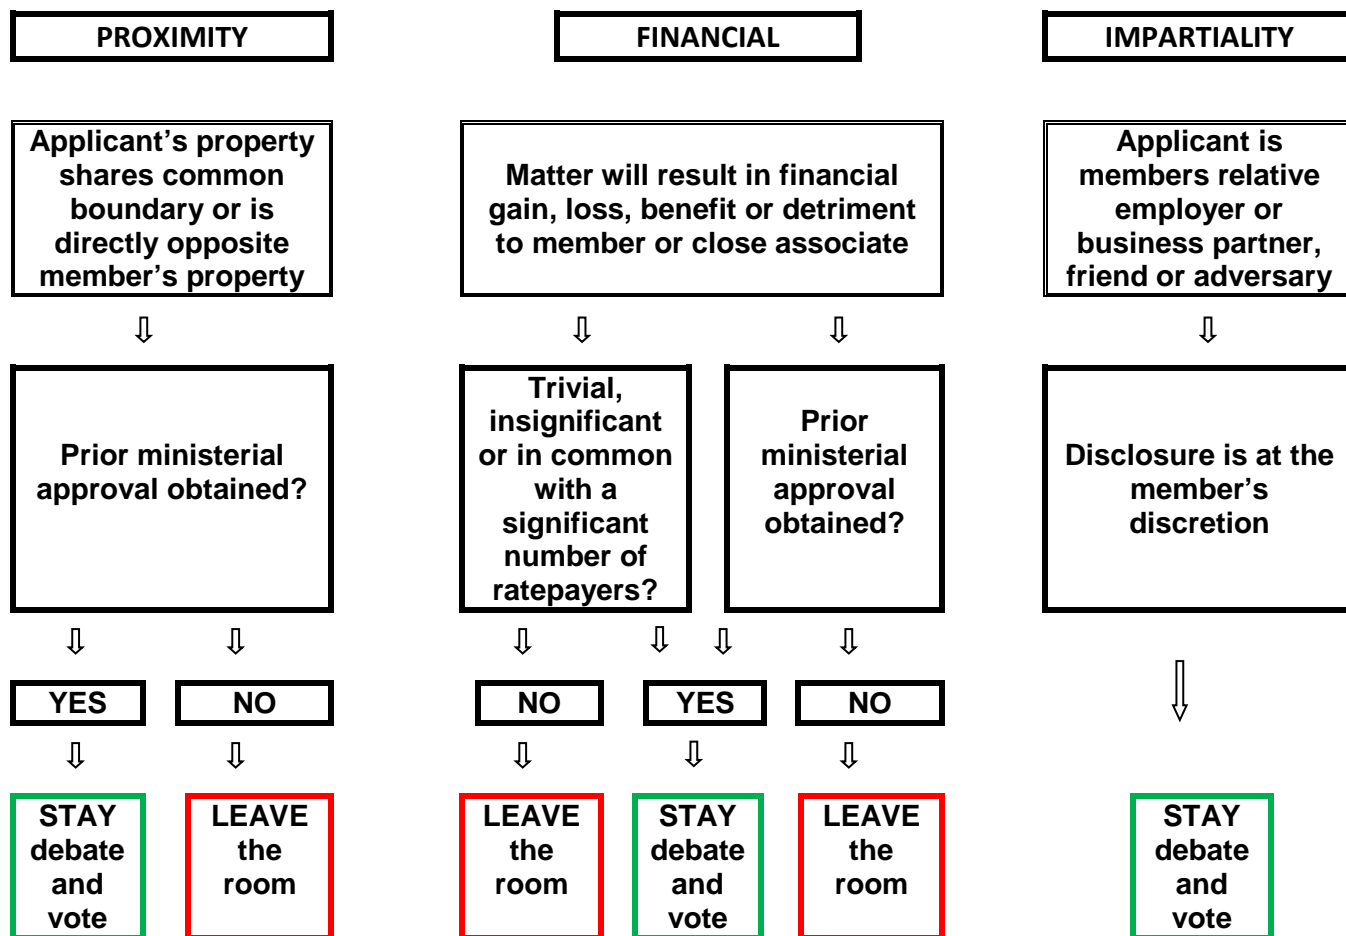 PROXIMITY
FINANCIAL
IMPARTIALITY
Applicant’s property
shares common
boundary or is
directly opposite
member’s property
Matter will result in financial
gain, loss, benefit or detriment
to member or close associate
Applicant is
members relative
employer or
business partner,
friend or adversary
Prior ministerial
approval obtained?
Trivial,
insignificant
or in common
with a
significant
number of
ratepayers?
Prior
ministerial
approval
obtained?
Disclosure is at the
member’s
discretion
YES
NO
NO
YES
NO
STAY
debate
and
vote
LEAVE
the
room
LEAVE
the
room
STAY
debate
and
vote
LEAVE
the
room
STAY
debate
and
vote